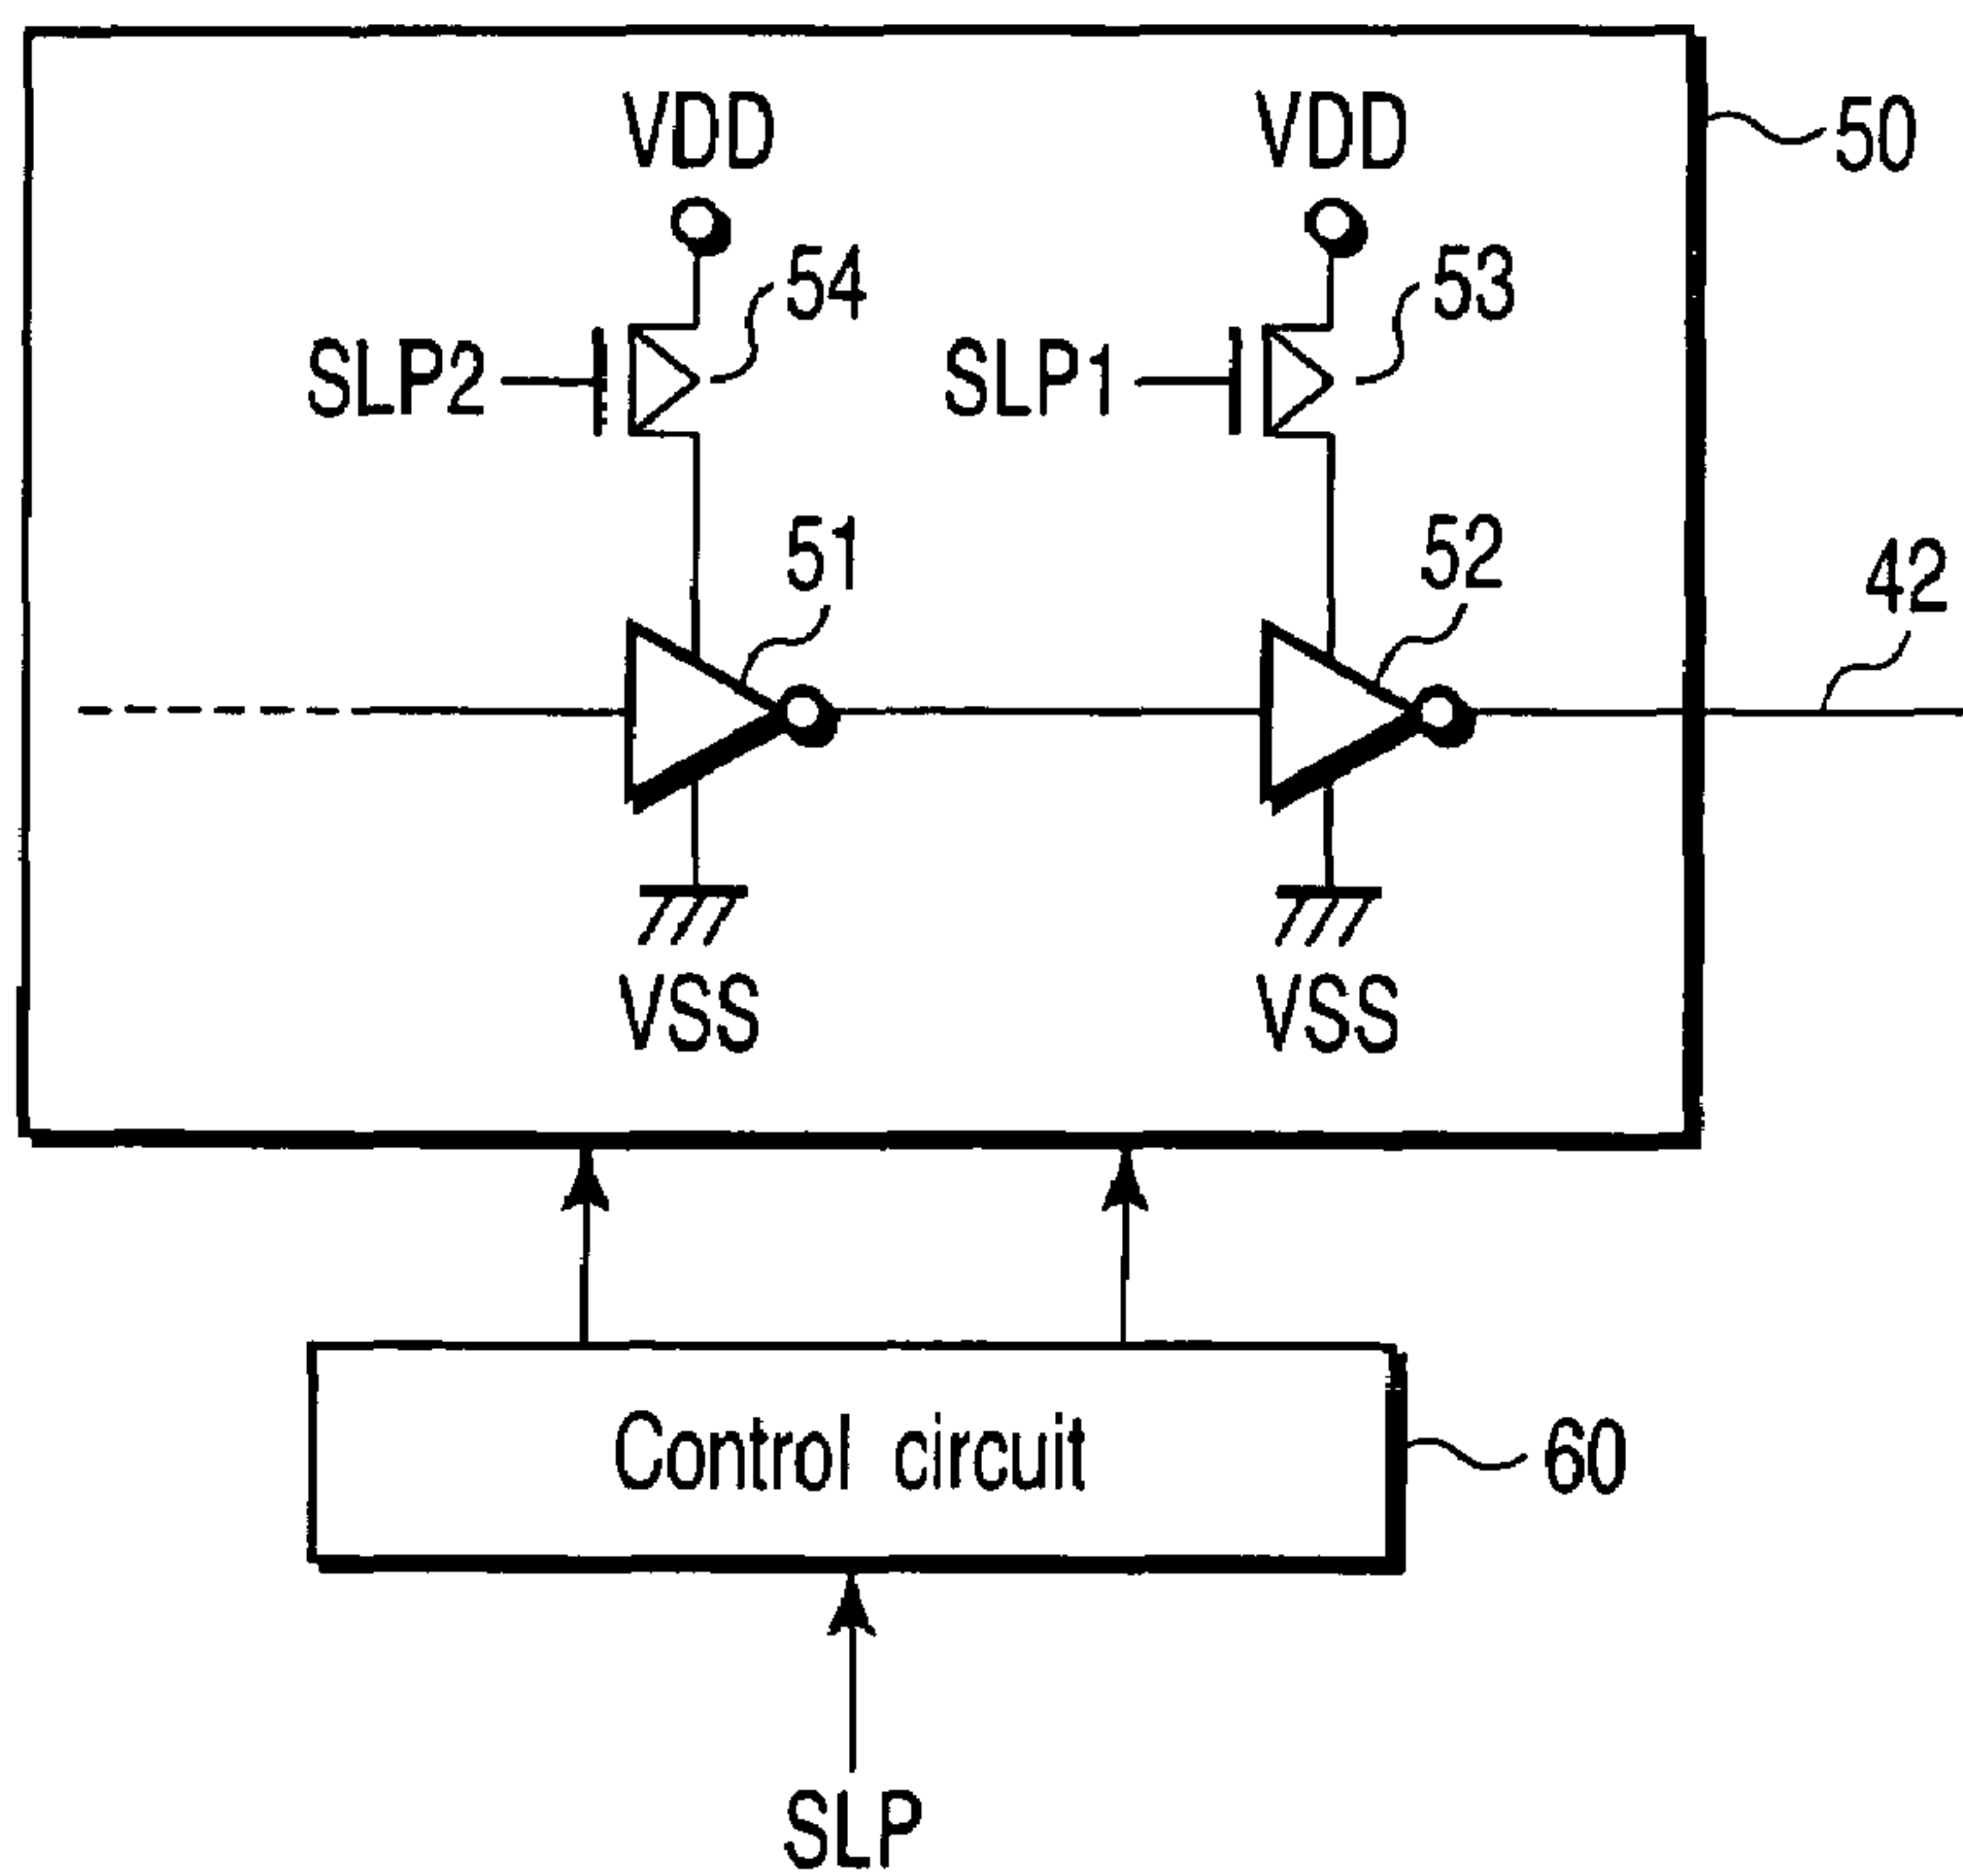 VDD VDD 50
54 53
SLP2 SLP1
51 52 42
VSS VSS
Control circuit 60
SLP